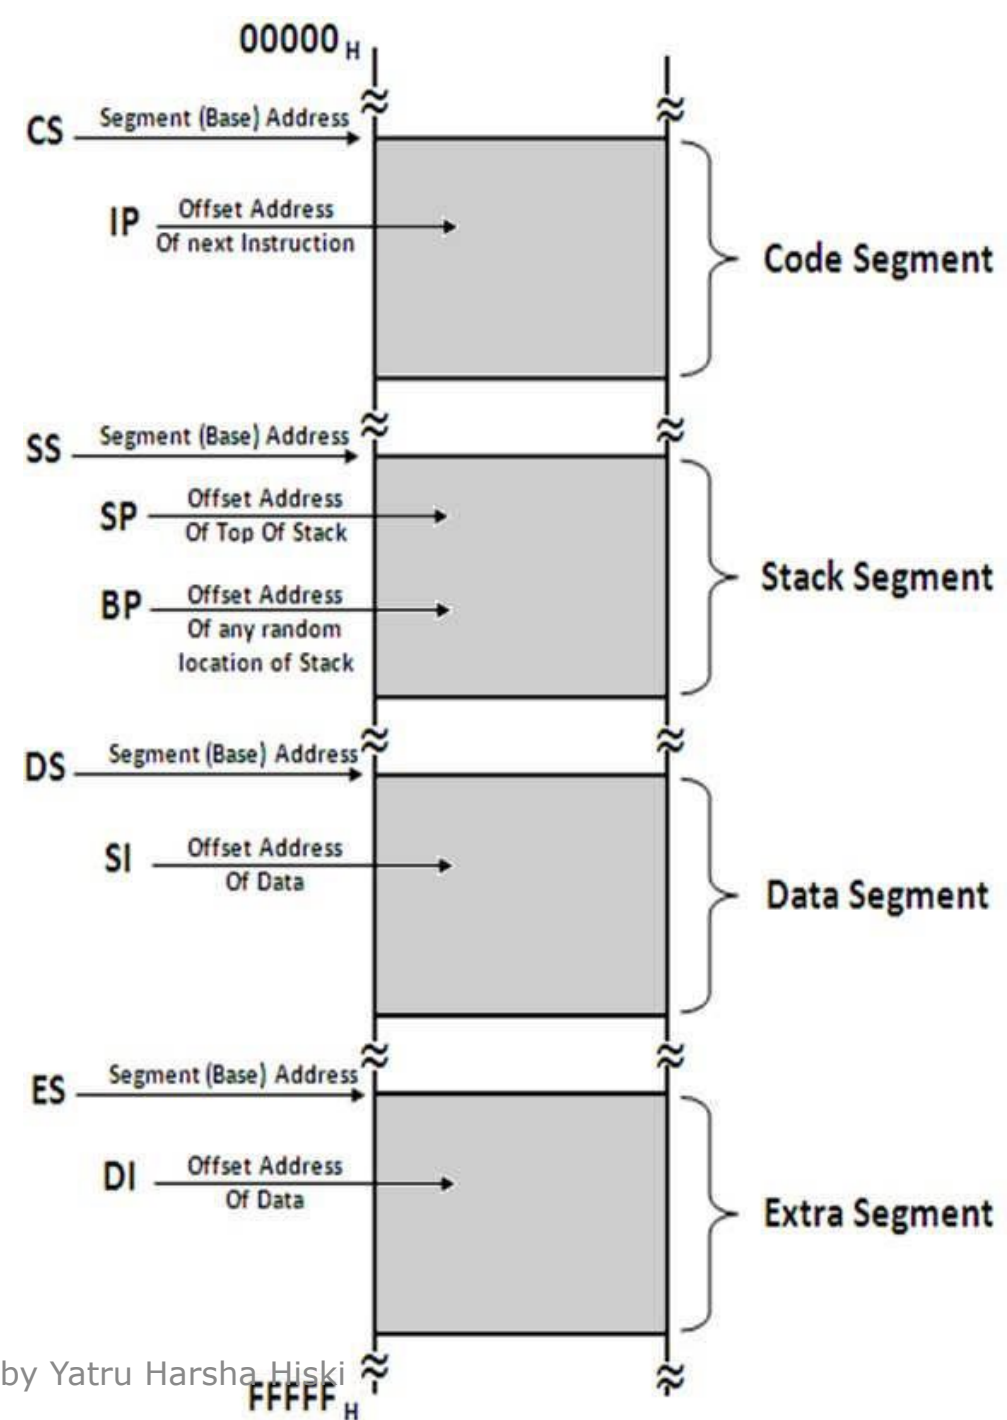 00000 H
CS Segment (Base) Address
IP Offset Address
Of next Instruction
Code Segment
SS Segment (Base) Address
SP Offset Address
Of Top Of Stack
BP Offset Address
Of any random
location of Stack
Stack Segment
DS Segment (Base) Address
SI Offset Address
Of Data
Data Segment
ES Segment (Base) Address
DI Offset Address
Of Data
Extra Segment
by Yatru Harsha Hiski
FFFFF H